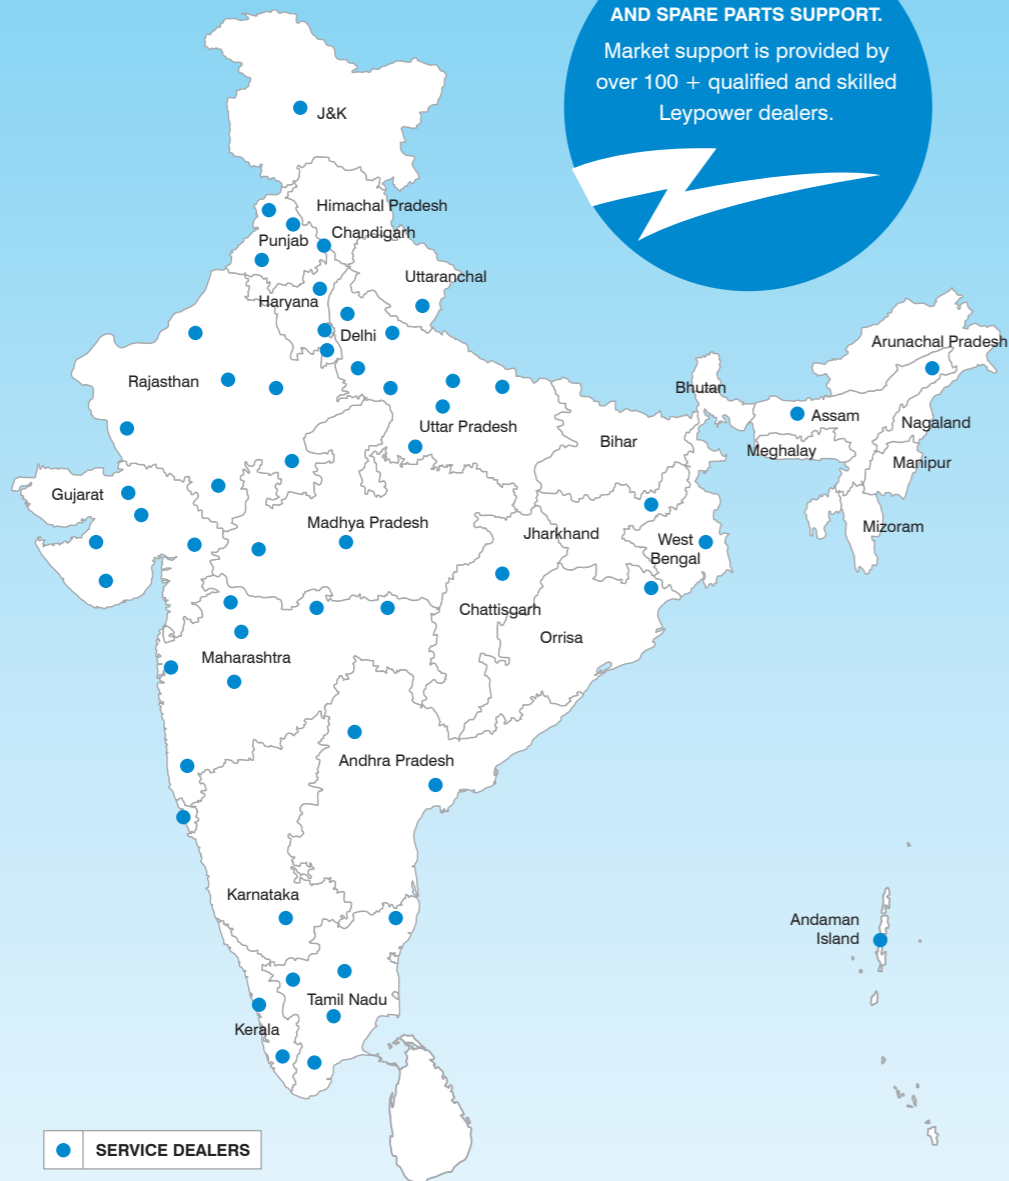 AND SPARE PARTS SUPPORT.
Market support is provided by
over 100 + qualified and skilled
Leypower dealers.
J&K
Himachal Pradesh
Chandigarh
Punjab
Uttaranchal
Haryana
Delhi
Arunachal Pradesh
Rajasthan
Bhutan
Assam
Nagaland
Uttar Pradesh
Bihar
Meghalay
Manipur
Gujarat
Madhya Pradesh
Jharkhand
West
Bengal
Mizoram
Chattisgarh
Orrisa
Maharashtra
Andhra Pradesh
Karnataka
Andaman
Island
Tamil Nadu
Kerala
SERVICE DEALERS